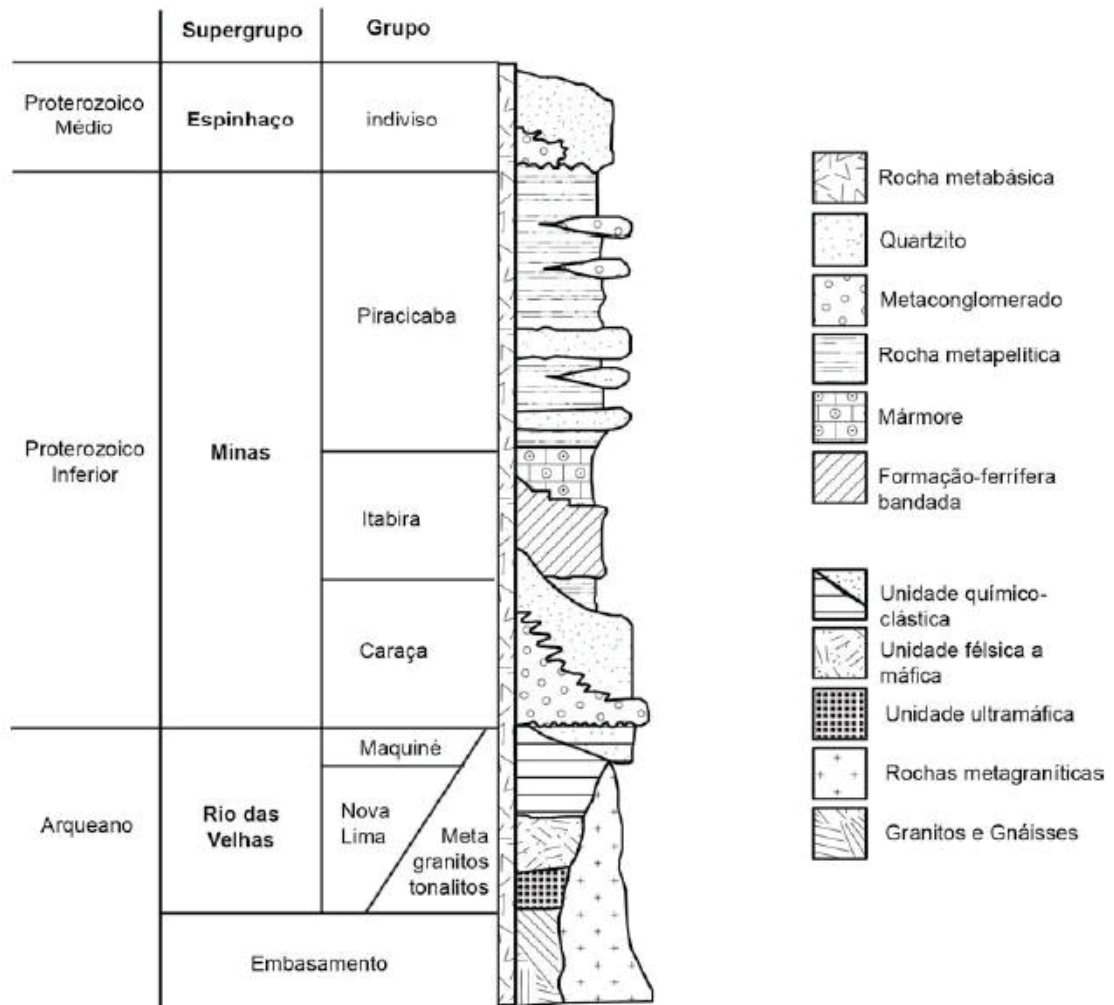 Supergrupo
Grupo
Proterozoico
Médio
Espinhaço
indiviso
Piracicaba
Proterozoico
Inferior
Minas
Itabira
Caraça
Maquiné
Arqueano
Rio das
Velhas
Nova
Lima
Meta
granitos
tonalitos
Embasamento
Rocha metabásica
Quartzito
Metaconglomerado
Rocha metapelítica
Mármore
Formação-ferrífera
bandada
Unidade químico-
clástica
Unidade félsica a
máfica
Unidade ultramáfica
Rochas metagraníticas
Granitos e Gnáisses